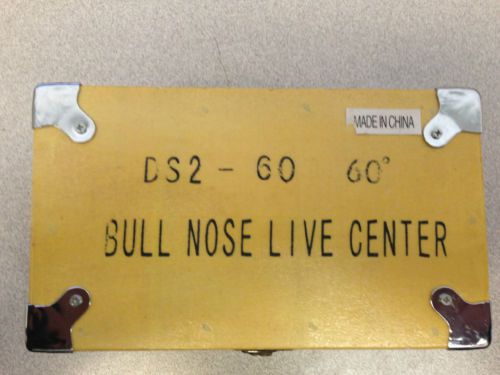 MADE IN CHINA
DS2 - 60 60°
BULL NOSE LIVE CENTER